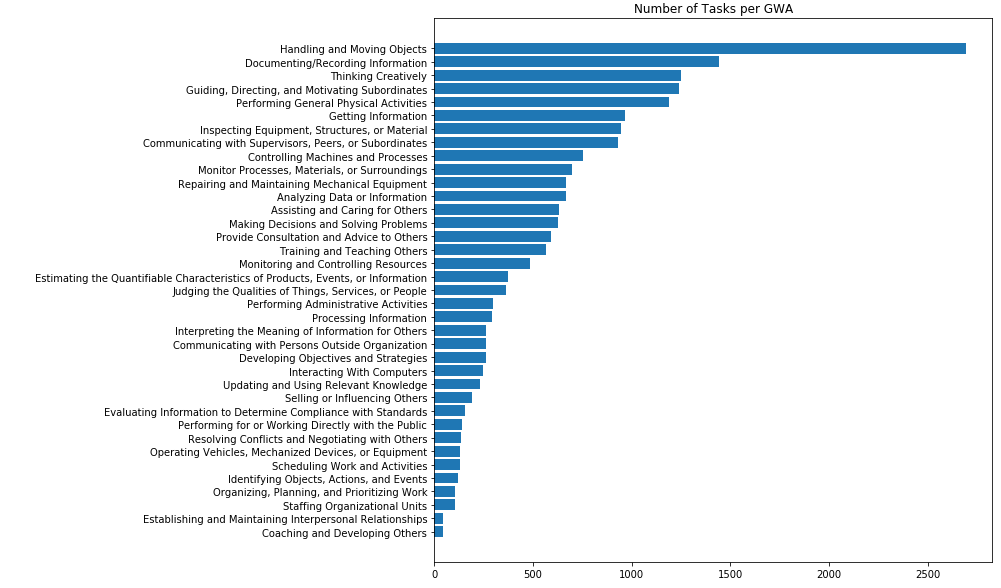 Number of Tasks per GWA
Handling and Moving Objects
Documenting/Recording Information
Thinking Creatively
Guiding, Directing, and Motivating Subordinates
Performing General Physical Activities
Getting Information
Inspecting Equipment, Structures, or Material
Communicating with Supervisors, Peers, or Subordinates
Controlling Machines and Processes
Monitor Processes, Materials, or Surroundings
Repairing and Maintaining Mechanical Equipment
Analyzing Data or Information
Assisting and Caring for Others
Making Decisions and Solving Problems
Provide Consultation and Advice to Others
Training and Teaching Others
Monitoring and Controlling Resources
Estimating the Quantifiable Characteristics of Products, Events, or Information
Judging the Qualities of Things, Services, or People
Performing Administrative Activities
Processing Information
Interpreting the Meaning of Information for Others
Communicating with Persons Outside Organization
Developing Objectives and Strategies
Interacting With Computers
Updating and Using Relevant Knowledge
Selling or Influencing Others
Evaluating Information to Determine Compliance with Standards
Performing for or Working Directly with the Public
Resolving Conflicts and Negotiating with Others
Operating Vehicles, Mechanized Devices, or Equipment
Scheduling Work and Activities
Identifying Objects, Actions, and Events
Organizing, Planning, and Prioritizing Work
Staffing Organizational Units
Establishing and Maintaining Interpersonal Relationships
Coaching and Developing Others
0 500 1000 1500 2000 2500